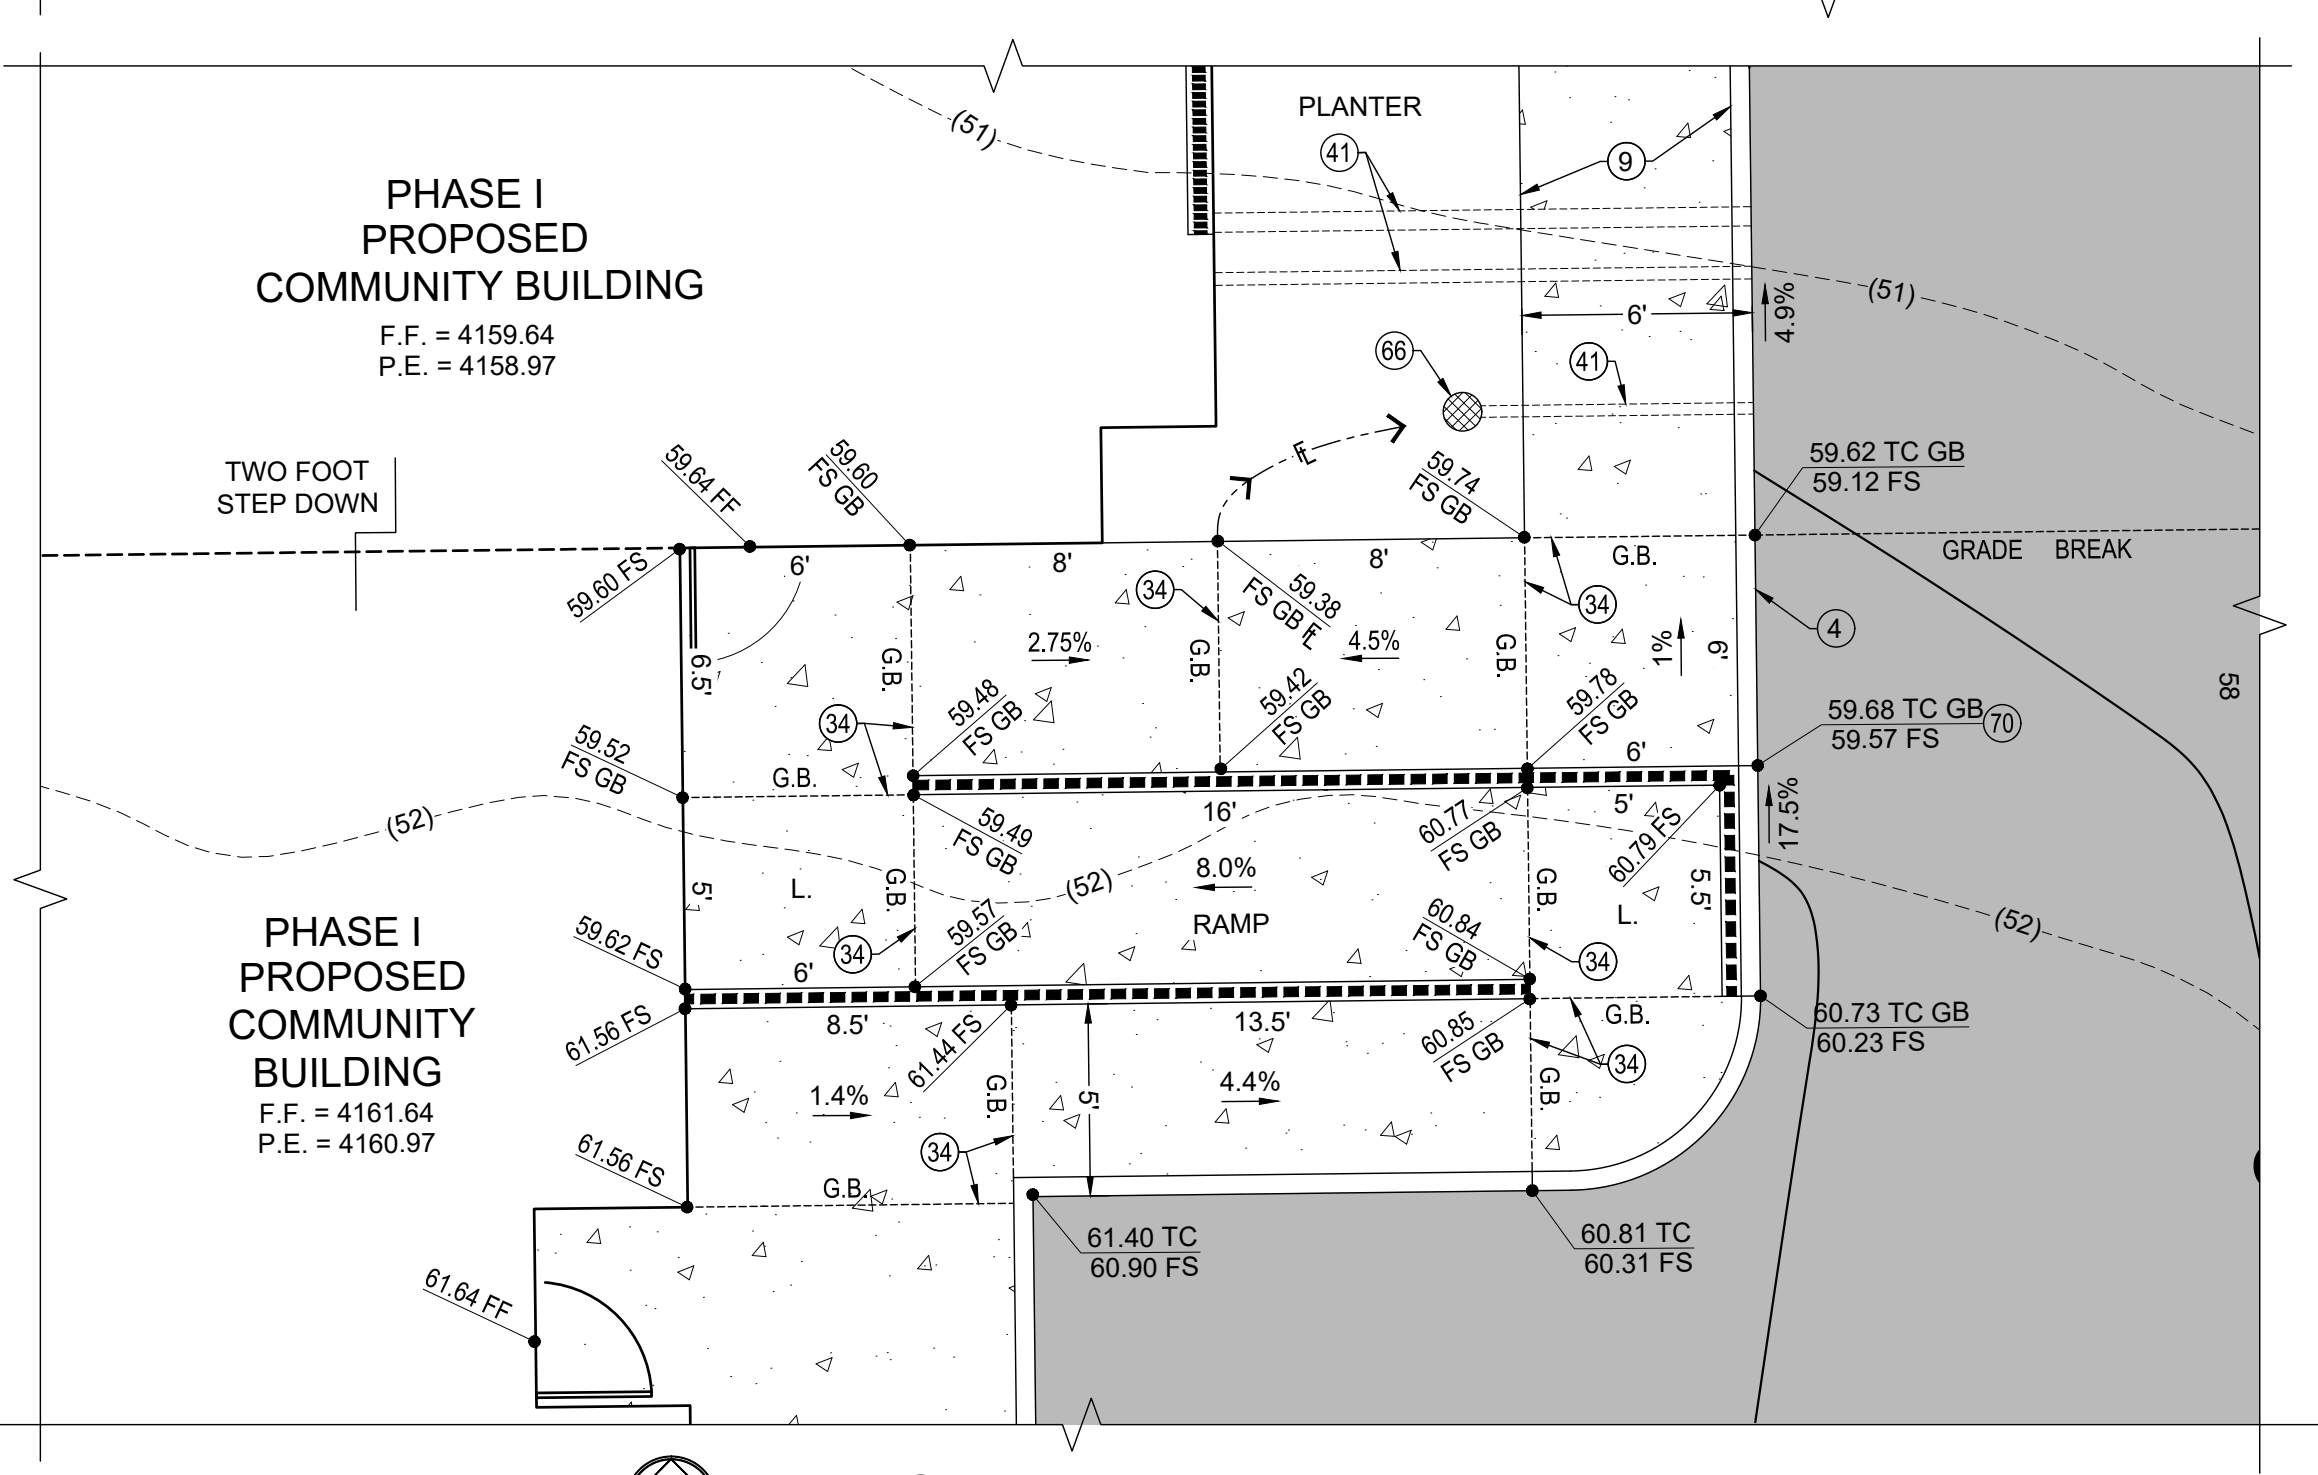 PLANTER
(51)
41
9
PHASE I
PROPOSED
COMMUNITY BUILDING
F.F. = 4159.64
P.E. = 4158.97
6'
4.9%
(51)
66
41
TWO FOOT
STEP DOWN
59.64 FF
59.60
FS GB
FL
59.74
FS GB
59.62 TC GB
59.12 FS
59.60 FS
6'
8'
8'
G.B.
GRADE BREAK
34
59.38
FS GB FL
34
4
2.75%
4.5%
G.B.
G.B.
G.B.
1%
6'
6.5'
58
59.48
FS GB
59.42
FS GB
59.78
FS GB
34
59.68 TC GB
59.57 FS
70
59.52
FS GB
G.B.
6'
(52)
16'
5'
17.5%
59.49
FS GB
60.77
FS GB
60.79 FS
8.0%
(52)
5'
L.
G.B.
G.B.
5.5'
L.
RAMP
(52)
59.57
FS GB
60.84
FS GB
34
34
59.62 FS
6'
PHASE I
PROPOSED
COMMUNITY
BUILDING
F.F. = 4161.64
P.E. = 4160.97
61.56 FS
8.5'
61.44 FS
13.5'
60.85
FS GB
G.B.
60.73 TC GB
60.23 FS
34
1.4%
G.B.
5'
4.4%
G.B.
34
61.56 FS
G.B.
61.40 TC
60.90 FS
60.81 TC
60.31 FS
61.64 FF